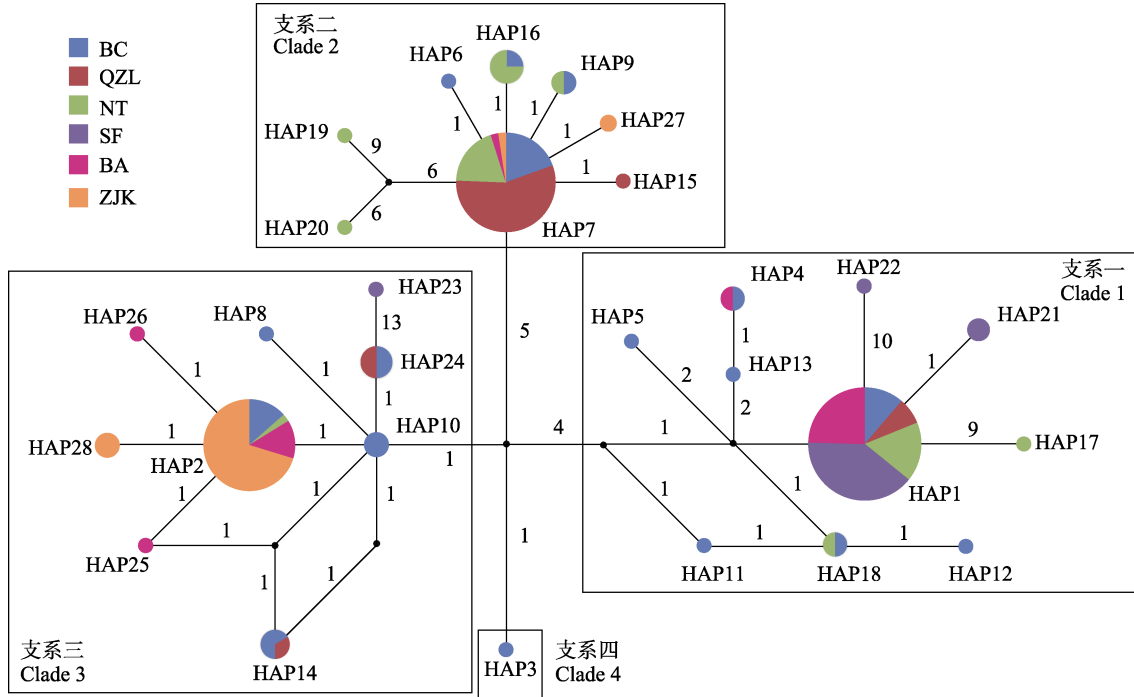 BC
QZL
NT
SF
BA
ZJK
支系二
Clade 2
HAP16
HAP6
HAP9
HAP27
HAP19
HAP15
HAP20
HAP7
1
1
1
1
1
9
6
6
5
支系一
Clade 1
HAP4
HAP22
HAP5
HAP21
HAP13
HAP17
HAP1
HAP11
HAP18
HAP12
1
10
1
2
2
9
4
1
1
1
1
1
HAP23
HAP26
HAP8
13
HAP24
1
1
1
HAP10
HAP28
1
HAP2
1
1
1
1
1
1
HAP25
1
1
HAP14
支系三
Clade 3
1
HAP3
支系四
Clade 4